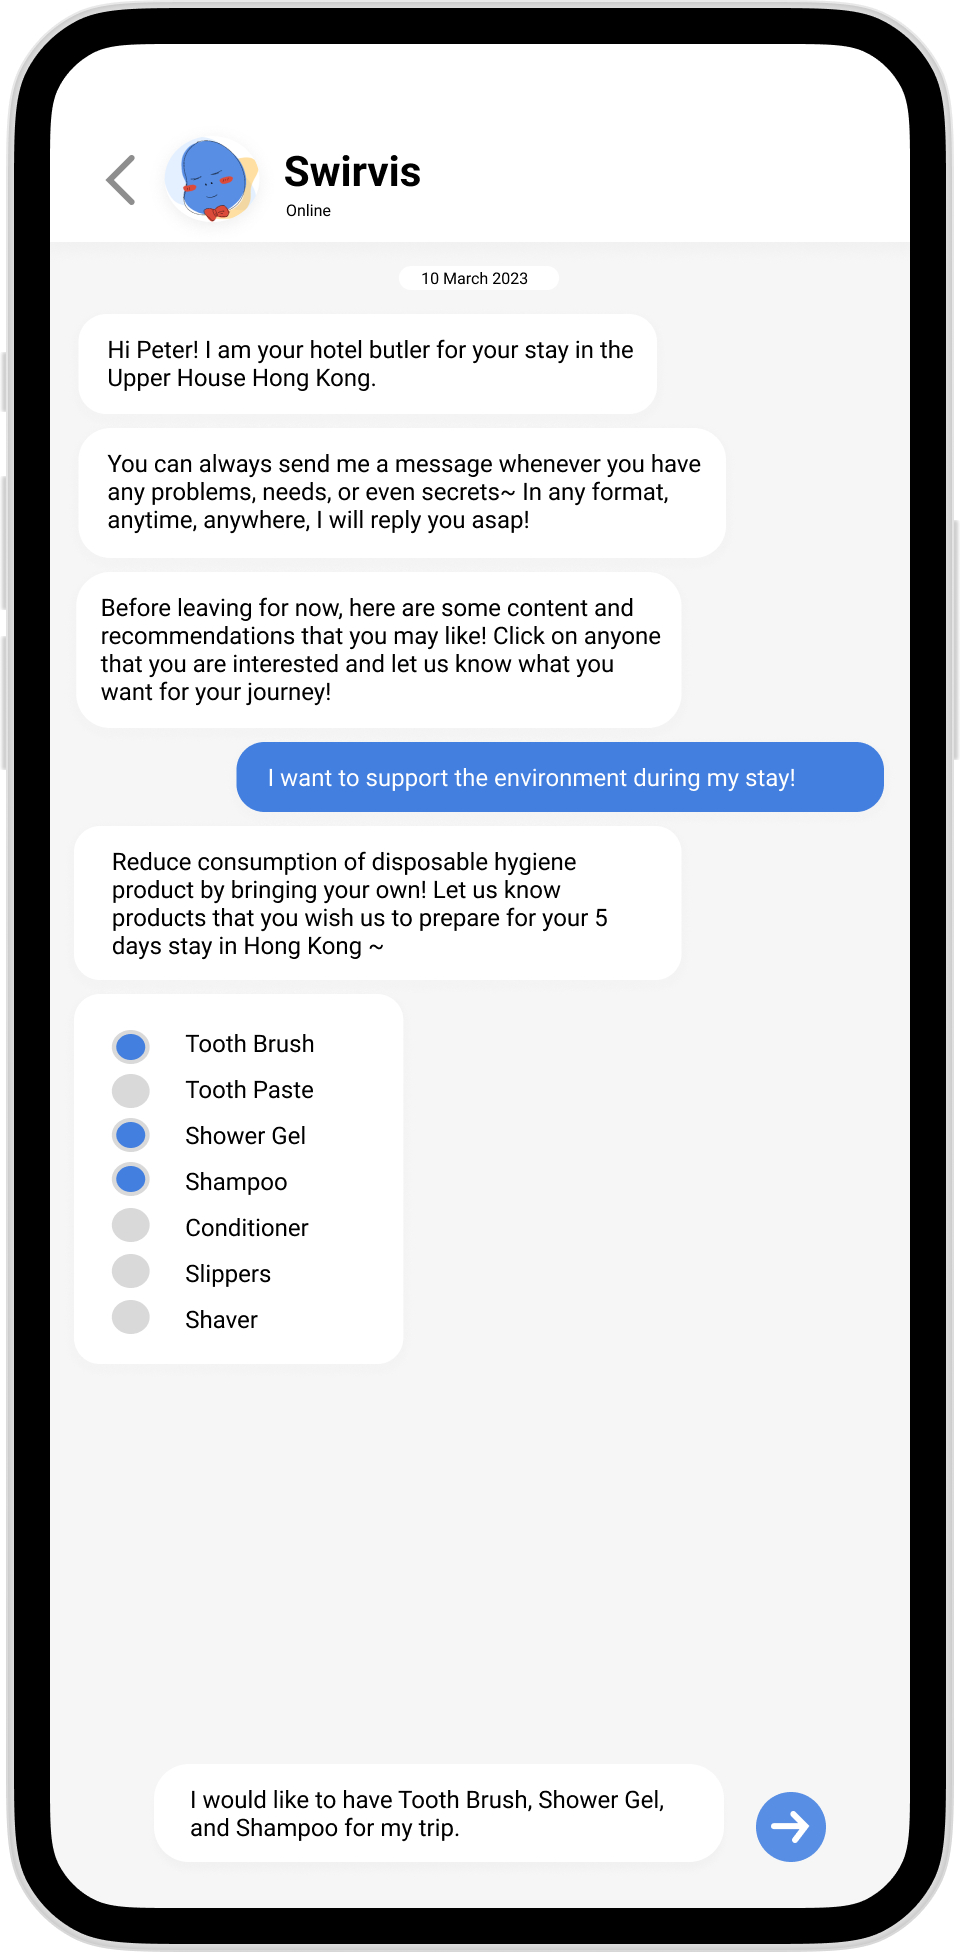 Swirvis
Online
10 March 2023
Hi Peter! I am your hotel butler for your stay in the
Upper House Hong Kong.
You can always send me a message whenever you have
any problems, needs, or even secrets~ In any format,
anytime, anywhere, I will reply you asap!
Before leaving for now, here are some content and
recommendations that you may like! Click on anyone
that you are interested and let us know what you
want for your journey!
I want to support the environment during my stay!
Reduce consumption of disposable hygiene
product by bringing your own! Let us know
products that you wish us to prepare for your 5
days stay in Hong Kong ~
Tooth Brush
Tooth Paste
Shower Gel
Shampoo
Conditioner
Slippers
Shaver
I would like to have Tooth Brush, Shower Gel,
and Shampoo for my trip.